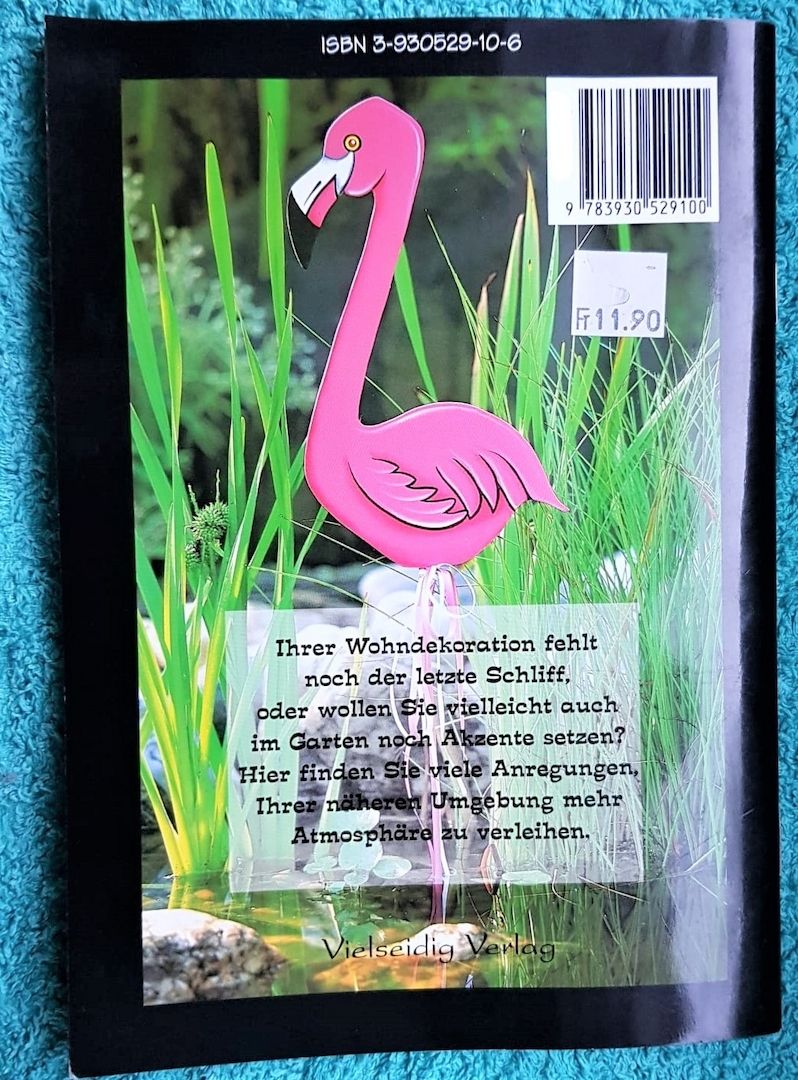 ISBN 3-930529-10-6
9 783930 529100
Fr 11.90
Ihrer Wohndekoration fehlt
noch der letzte Schliff,
oder wollen Sie vielleicht auch
im Garten noch Akzente setzen?
Hier finden Sie viele Anregungen,
Ihrer näheren Umgebung mehr
Atmosphäre zu verleihen.
Vielseidig Verlag